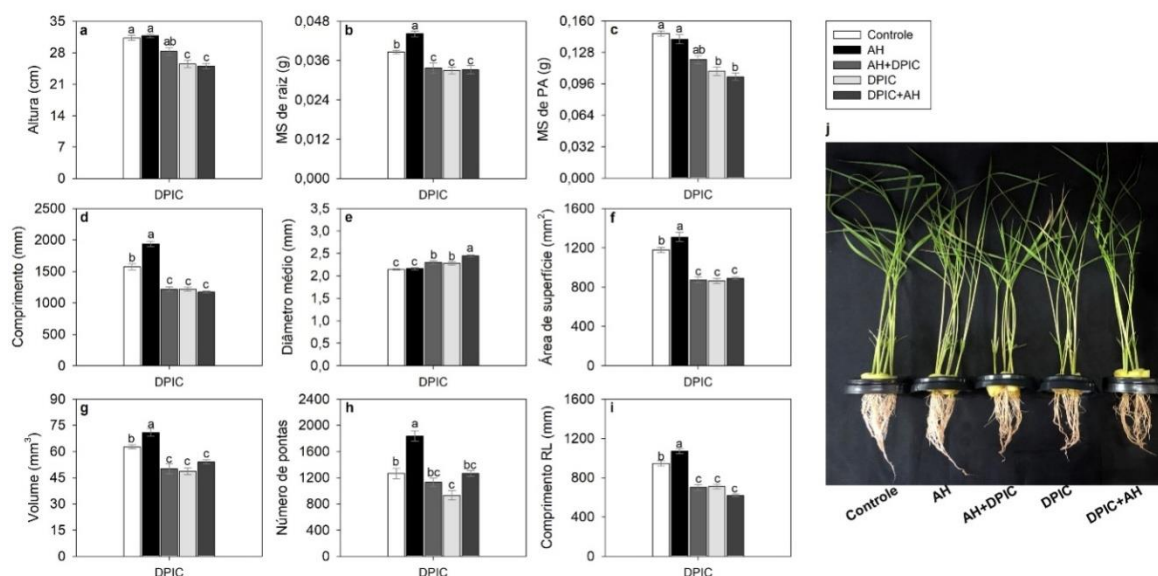 a
Altura (cm)
35
28
21
14
7
0
a a ab c c
DPIC
b
MS de raiz (g)
0,048
0,036
0,024
0,012
0,000
b a c c c
DPIC
c
MS de PA (g)
0,160
0,128
0,096
0,064
0,032
0,000
a a ab b b
DPIC
Controle
AH
AH+DPIC
DPIC
DPIC+AH
d
Comprimento (mm)
2500
2000
1500
1000
500
0
b a c c c
DPIC
e
Diâmetro médio (mm)
3,5
3,0
2,5
2,0
1,5
1,0
0,5
0,0
c c b b a
DPIC
f
Área de superfície (mm²)
1600
1200
800
400
0
b a c c c
DPIC
g
Volume (mm³)
90
75
60
45
30
15
0
b a c c c
DPIC
h
Número de pontas
2400
2000
1600
1200
800
400
0
b a bc c bc
DPIC
i
Comprimento RL (mm)
1600
1200
800
400
0
b a c c c
DPIC
j
Controle
AH
AH+DPIC
DPIC
DPIC+AH